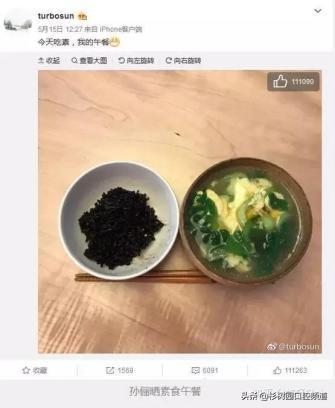 turbosun
5月15日 12:27 来自 iPhone客户端
今天吃素，我的午餐
收起 查看大图 向左旋转 向右旋转
111090
@turbosun
收藏 1569 6091 111263
孙俪晒素食午餐
头条 @杉树园口腔频道